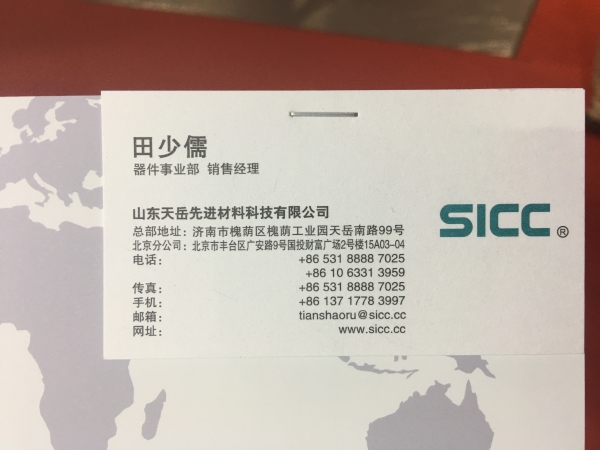 田少儒
器件事业部 销售经理
山东天岳先进材料科技有限公司
总部地址: 济南市槐荫区槐荫工业园天岳南路99号
北京分公司: 北京市丰台区广安路9号国投财富广场2号楼15A03-04
电话: +86 531 8888 7025
+86 10 6331 3959
传真: +86 531 8888 7025
手机: +86 137 1778 3997
邮箱: tianshaoru@sicc.cc
网址: www.sicc.cc
SICC®